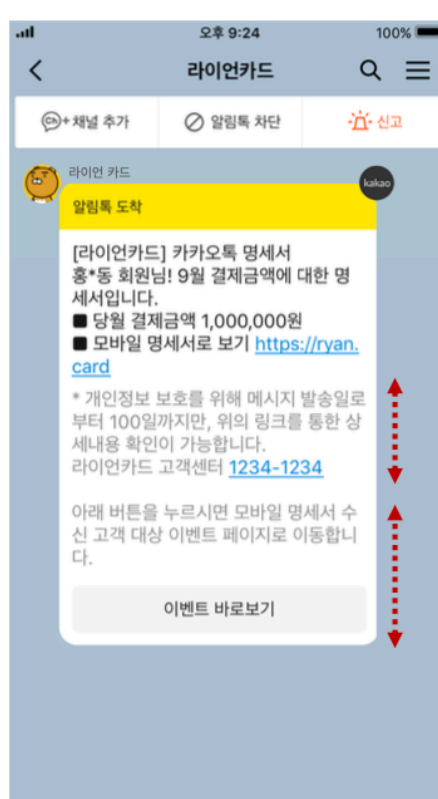 오후 9:24
100%
라이언카드
Ch+ 채널 추가
알림톡 차단
신고
라이언 카드
kakao
알림톡 도착
[라이언카드] 카카오톡 명세서
홍*동 회원님! 9월 결제금액에 대한 명
세서입니다.
■ 당월 결제금액 1,000,000원
■ 모바일 명세서로 보기 https://ryan.
card
* 개인정보 보호를 위해 메시지 발송일로
부터 100일까지만, 위의 링크를 통한 상
세내용 확인이 가능합니다.
라이언카드 고객센터 1234-1234
아래 버튼을 누르시면 모바일 명세서 수
신 고객 대상 이벤트 페이지로 이동합니
다.
이벤트 바로보기